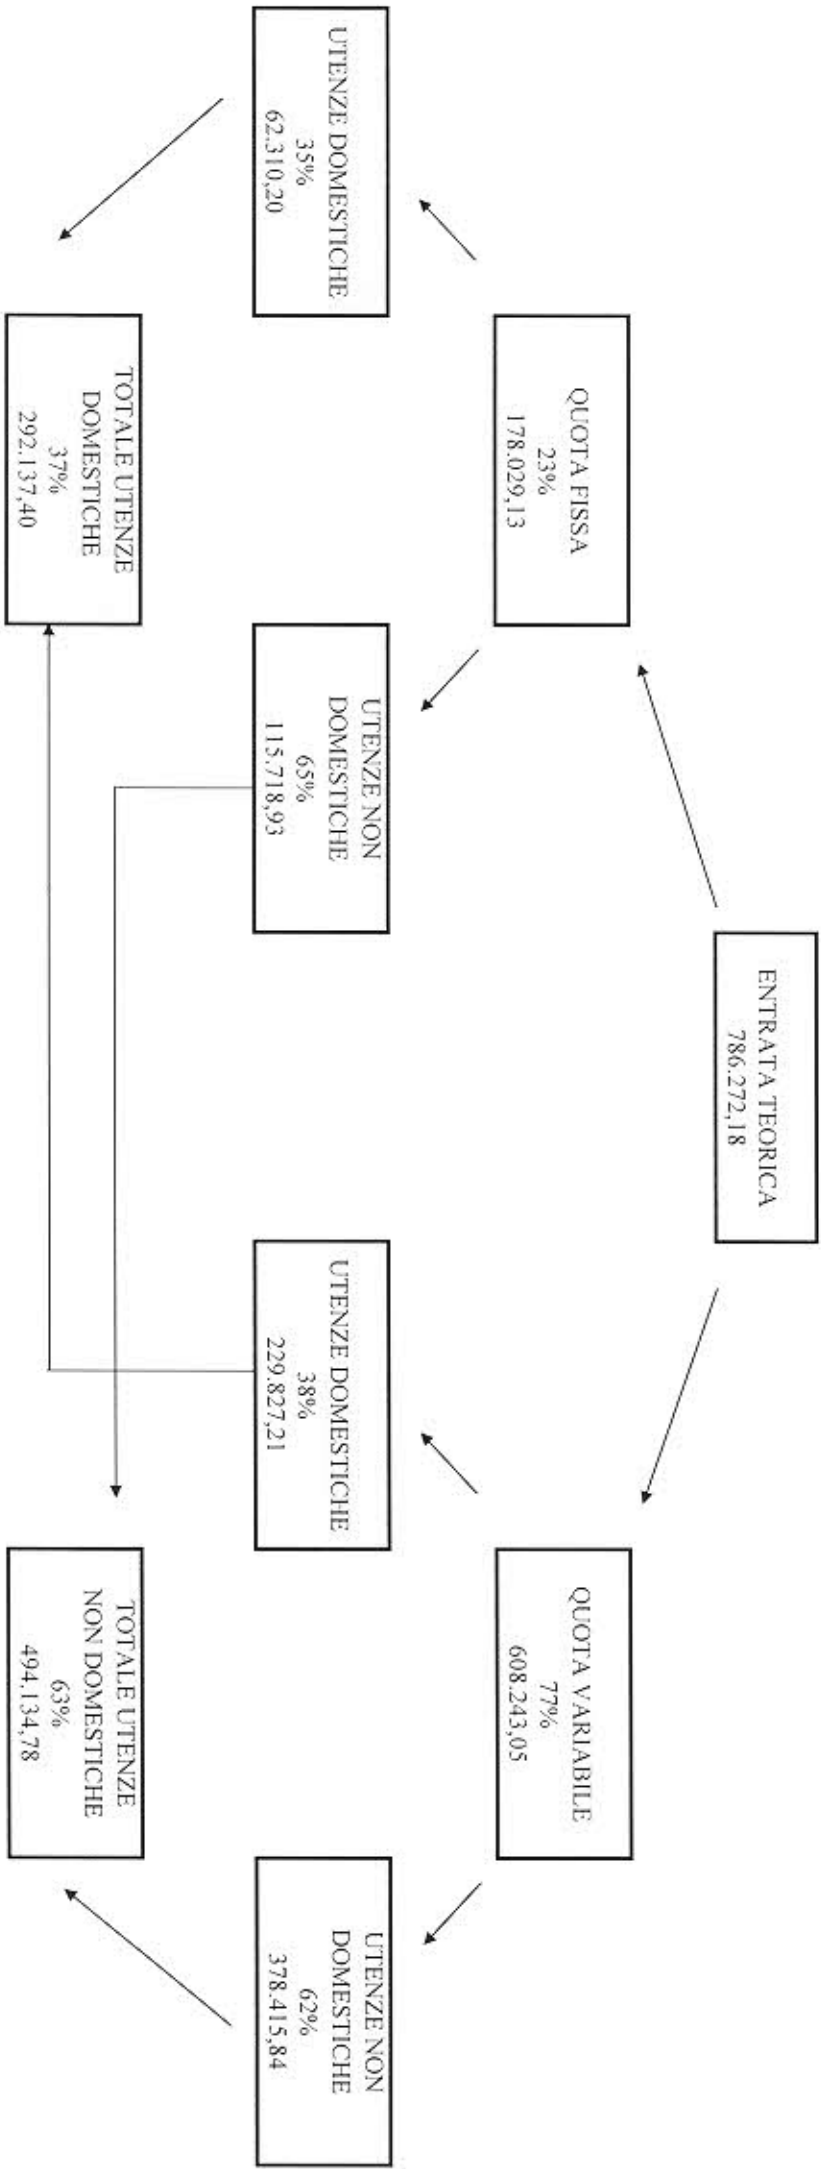 ENTRATA TEORICA
786.272,18
QUOTA FISSA
23%
178.029,13
QUOTA VARIABILE
77%
608.243,05
UTENZE DOMESTICHE
35%
62.310,20
UTENZE NON
DOMESTICHE
65%
115.718,93
UTENZE DOMESTICHE
38%
229.827,21
UTENZE NON
DOMESTICHE
62%
378.415,84
TOTALE UTENZE
DOMESTICHE
37%
292.137,40
TOTALE UTENZE
NON DOMESTICHE
63%
494.134,78